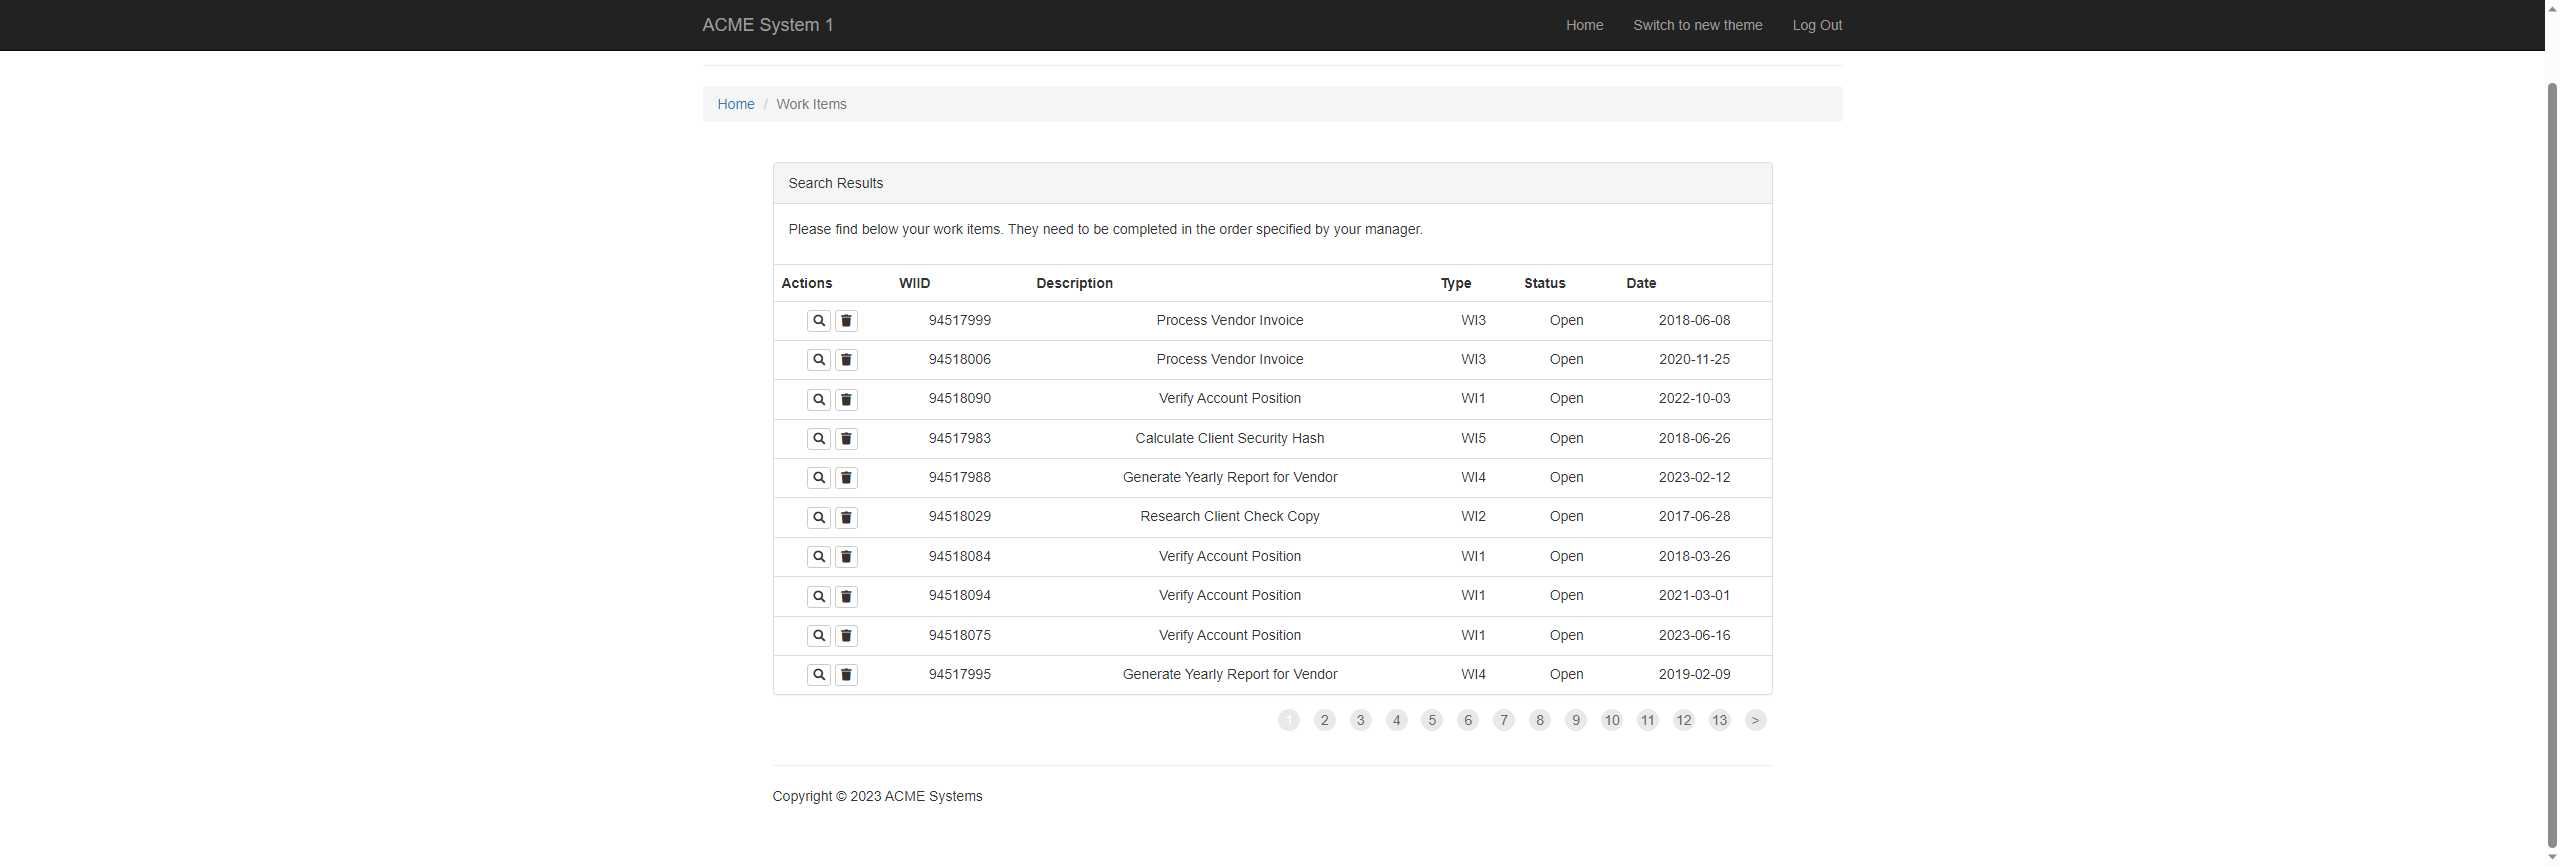 ACME System 1 Home Switch to new theme Log Out
Home / Work Items
Search Results
Please find below your work items. They need to be completed in the order specified by your manager.
Actions WIID Description Type Status Date
94517999 Process Vendor Invoice WI3 Open 2018-06-08
94518006 Process Vendor Invoice WI3 Open 2020-11-25
94518090 Verify Account Position WI1 Open 2022-10-03
94517983 Calculate Client Security Hash WI5 Open 2018-06-26
94517988 Generate Yearly Report for Vendor WI4 Open 2023-02-12
94518029 Research Client Check Copy WI2 Open 2017-06-28
94518084 Verify Account Position WI1 Open 2018-03-26
94518094 Verify Account Position WI1 Open 2021-03-01
94518075 Verify Account Position WI1 Open 2023-06-16
94517995 Generate Yearly Report for Vendor WI4 Open 2019-02-09
1 2 3 4 5 6 7 8 9 10 11 12 13 >
Copyright © 2023 ACME Systems